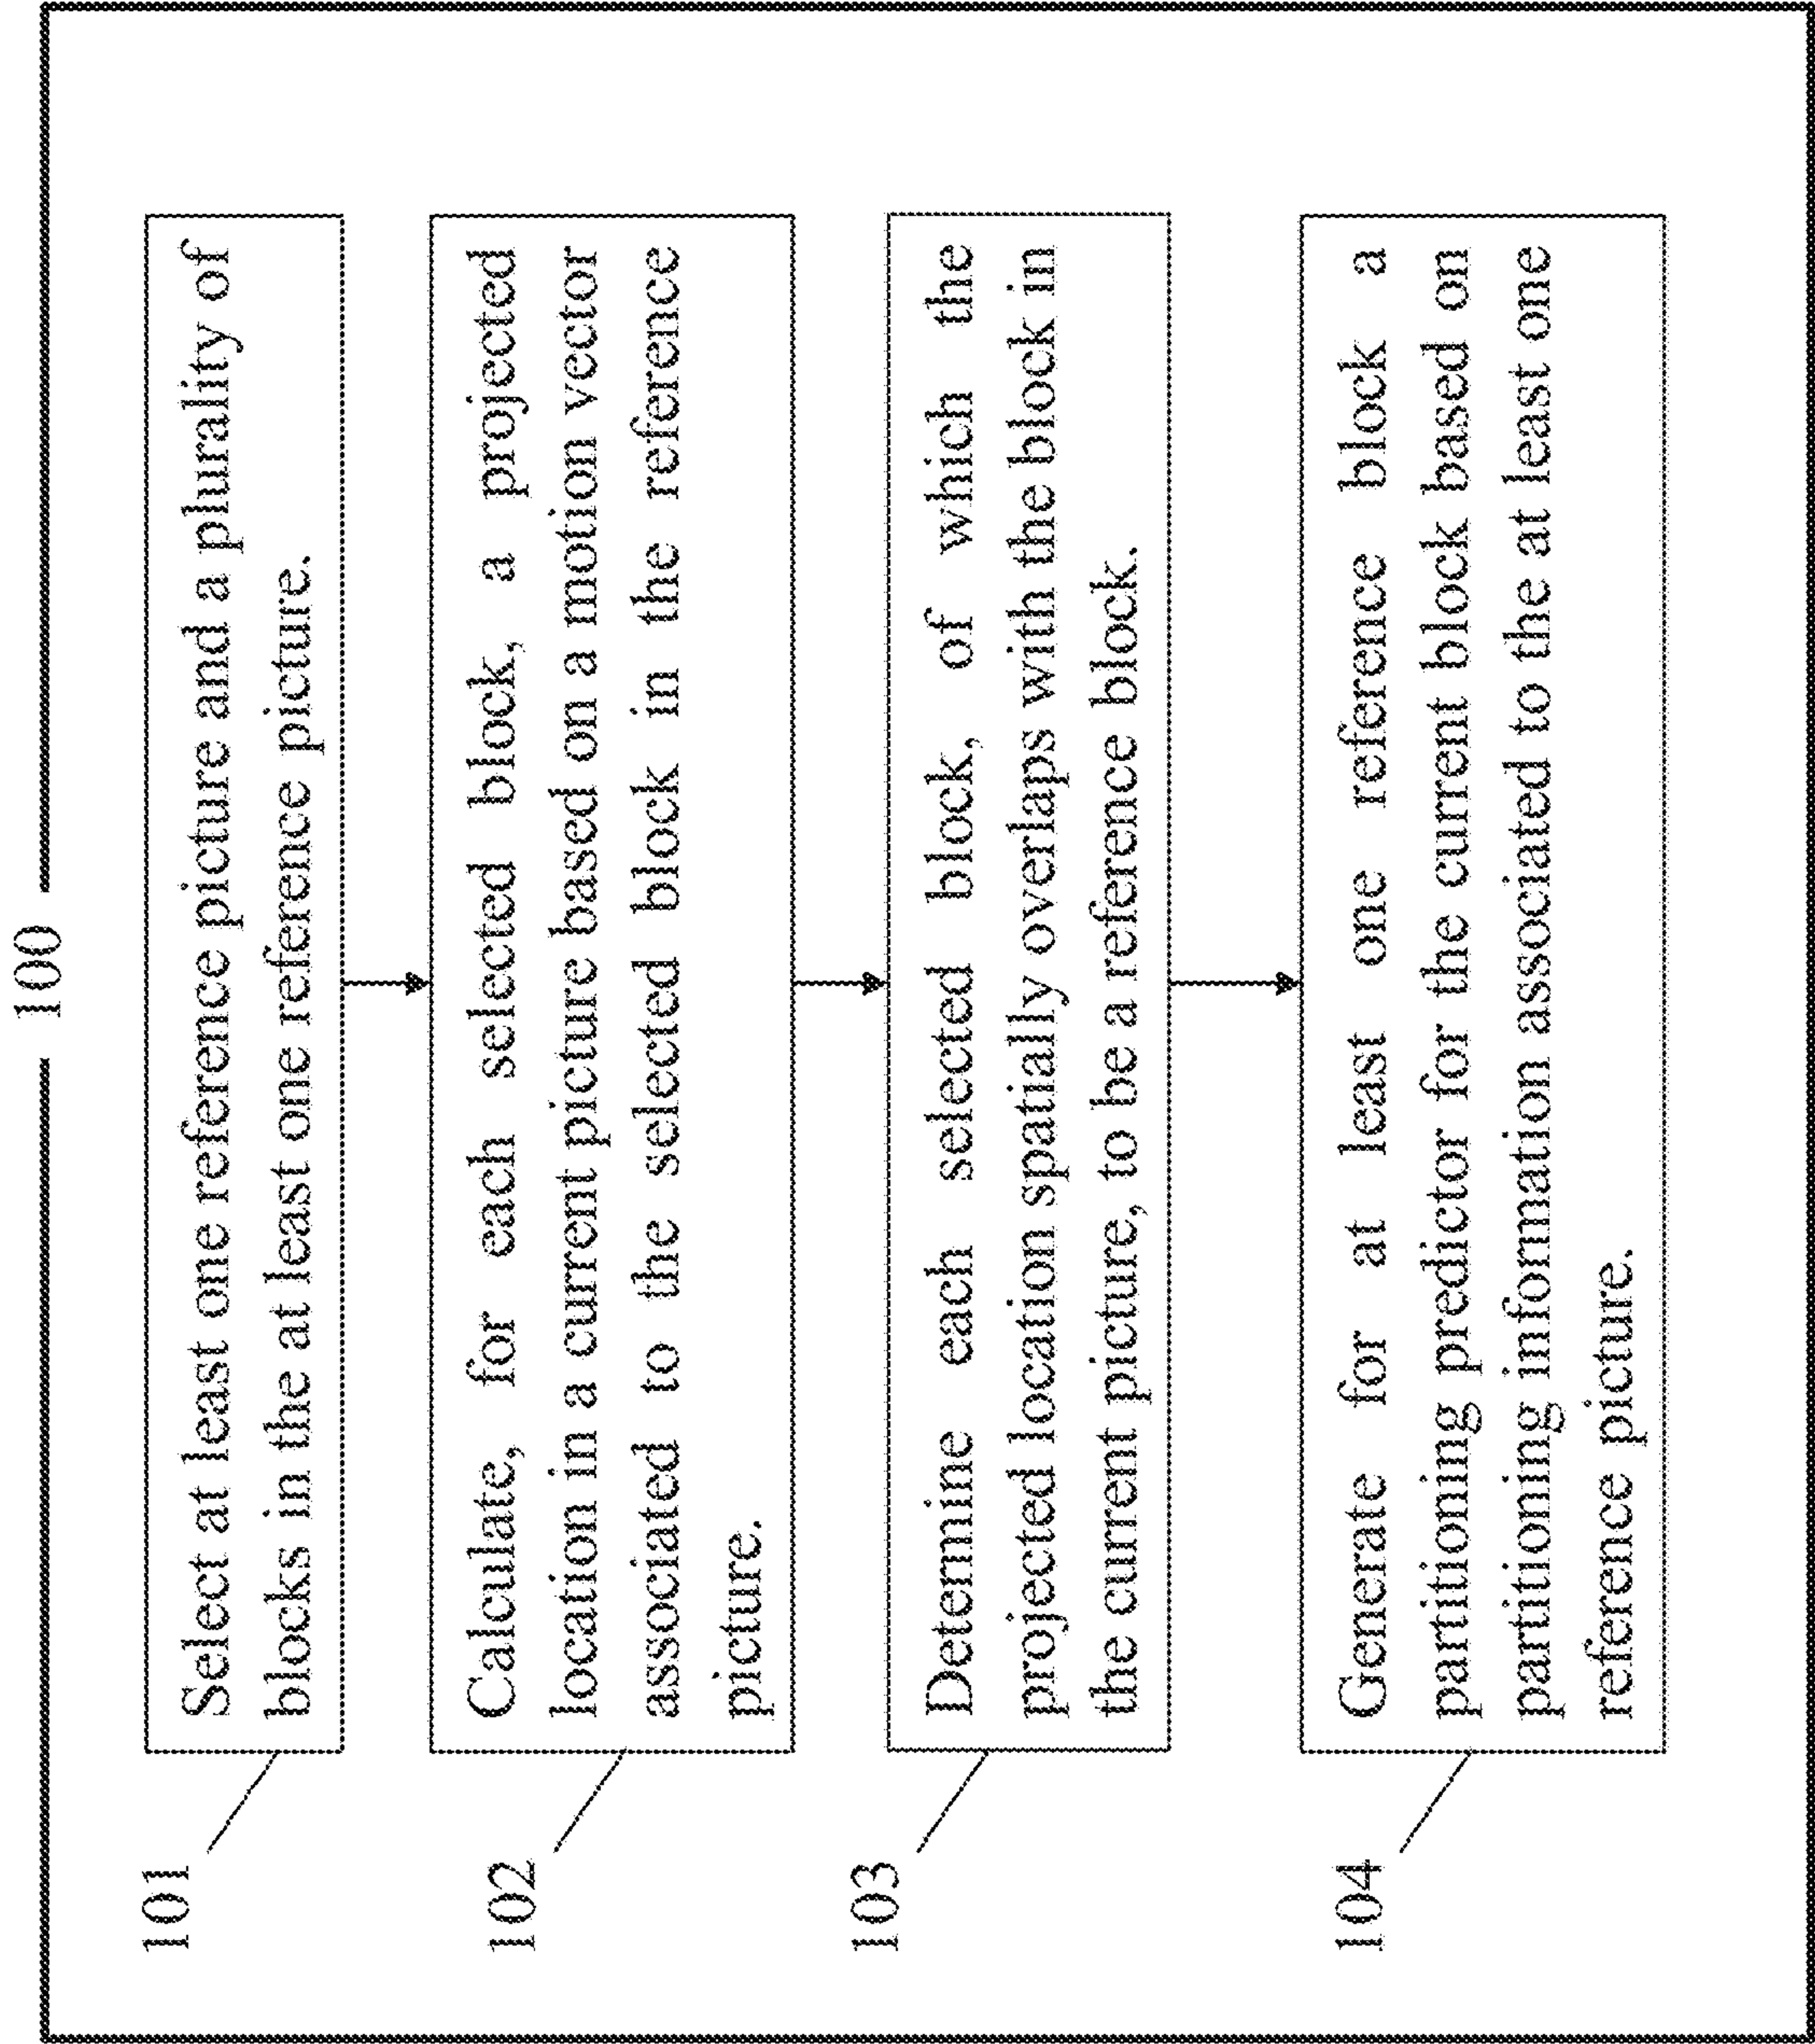 100
101
Select at least one reference picture and a plurality of
blocks in the at least one reference picture.
102
Calculate, for each selected block, a projected
location in a current picture based on a motion vector
associated to the selected block in the reference
picture.
103
Determine each selected block, of which the
projected location spatially overlaps with the block in
the current picture, to be a reference block.
104
Generate for at least one reference block a
partitioning predictor for the current block based on
partitioning information associated to the at least one
reference picture.